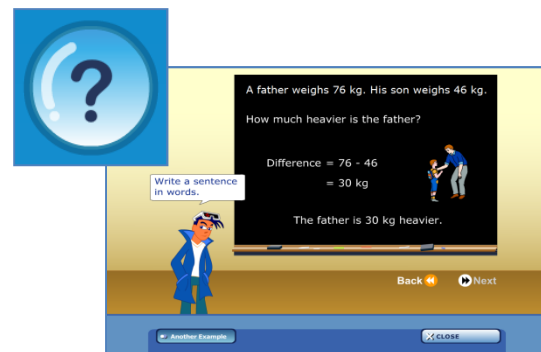 ?
A father weighs 76 kg. His son weighs 46 kg.
How much heavier is the father?
Difference = 76 - 46
= 30 kg
The father is 30 kg heavier.
Write a sentence
in words.
Back Next
Another Example
CLOSE